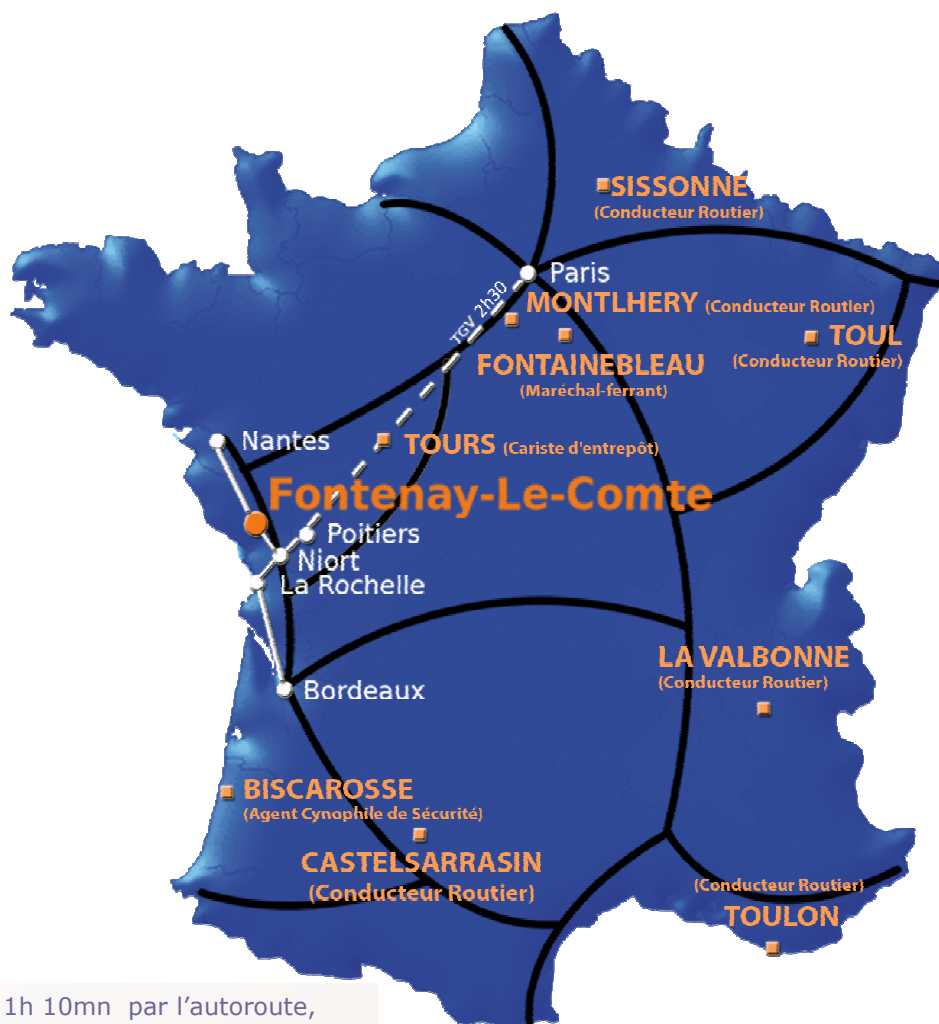 SISSONNE
(Conducteur Routier)
Paris
TGV 2h30
MONTLHERY (Conducteur Routier)
TOUL
(Conducteur Routier)
FONTAINEBLEAU
(Maréchal-ferrant)
Nantes
TOURS (Cariste d'entrepôt)
Fontenay-Le-Comte
Poitiers
Niort
La Rochelle
LA VALBONNE
(Conducteur Routier)
Bordeaux
BISCAROSSE
(Agent Cynophile de Sécurité)
CASTELSARRASIN
(Conducteur Routier)
(Conducteur Routier)
TOULON
1h 10mn par l’autoroute,